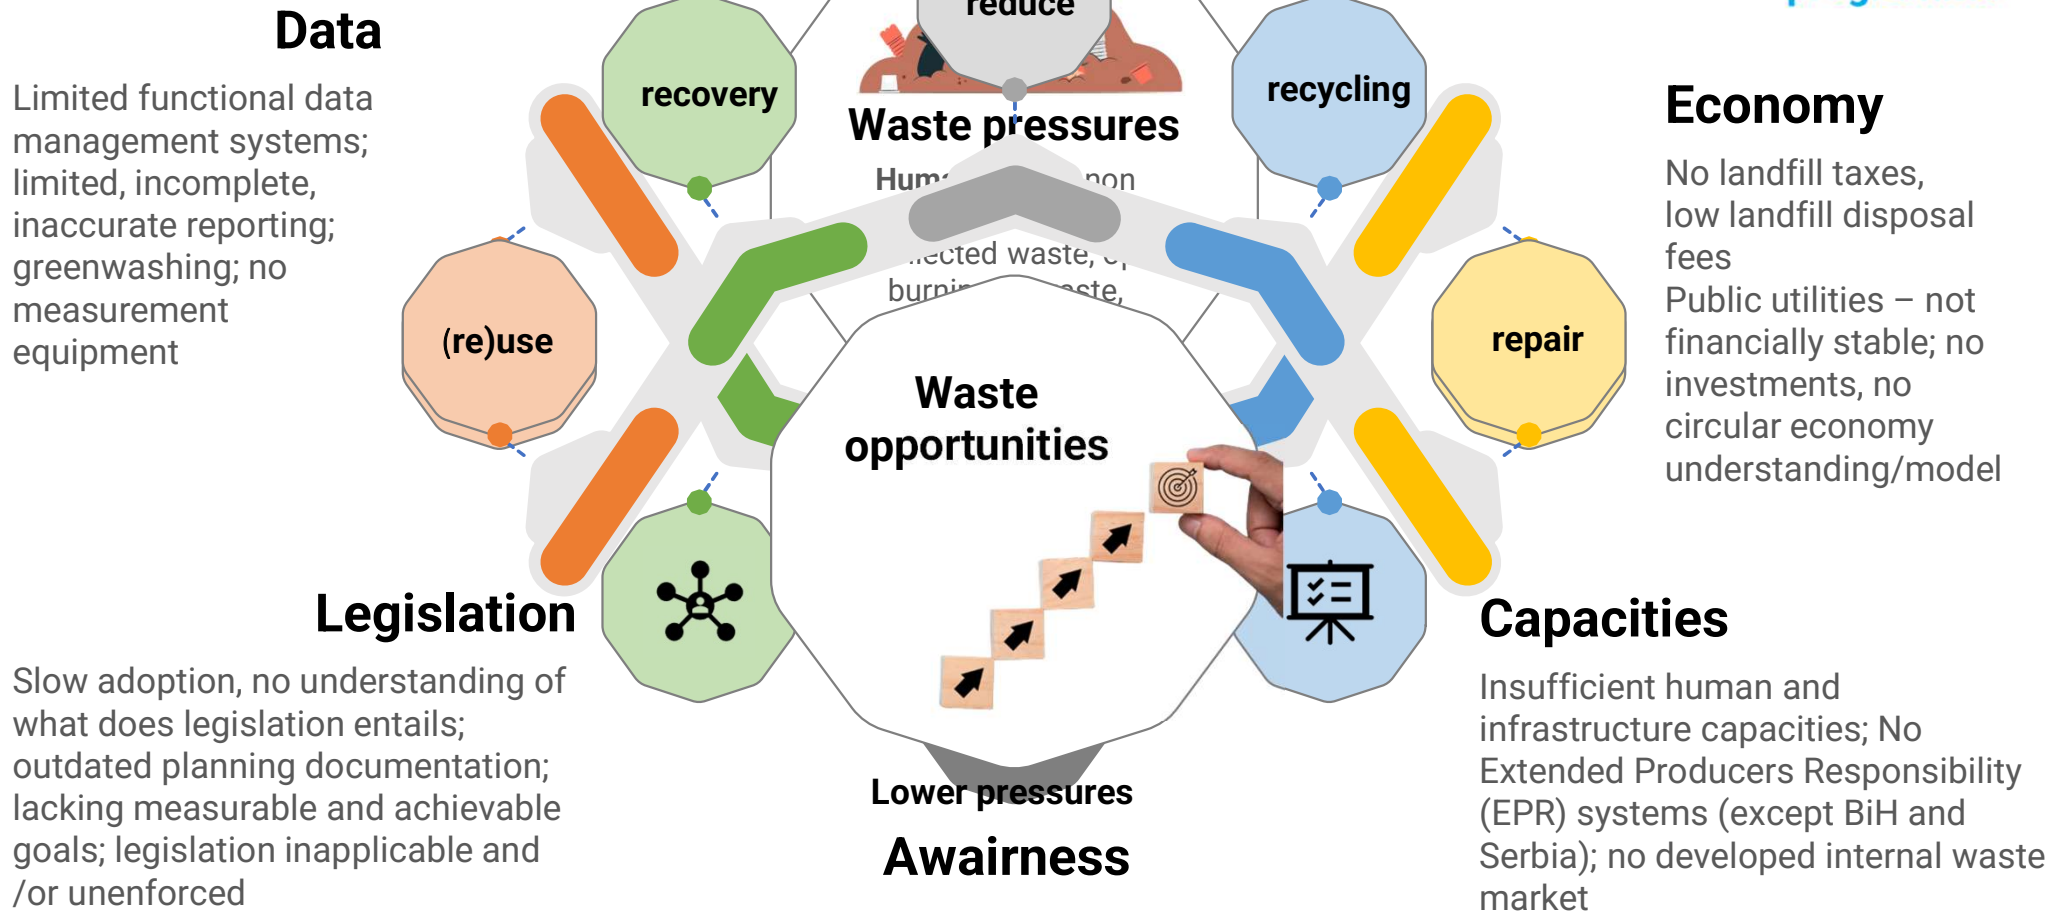 Data
Limited functional data
management systems;
limited, incomplete,
inaccurate reporting;
greenwashing; no
measurement
equipment
recovery
reduce
recycling
Waste pressures
non
waste,
(re)use
repair
Economy
No landfill taxes,
low landfill disposal
fees
Public utilities – not
financially stable; no
investments, no
circular economy
understanding/model
Waste
opportunities
Legislation
Slow adoption, no understanding of
what does legislation entails;
outdated planning documentation;
lacking measurable and achievable
goals; legislation inapplicable and
/or unenforced
Lower pressures
Awairness
Capacities
Insufficient human and
infrastructure capacities; No
Extended Producers Responsibility
(EPR) systems (except BiH and
Serbia); no developed internal waste
market